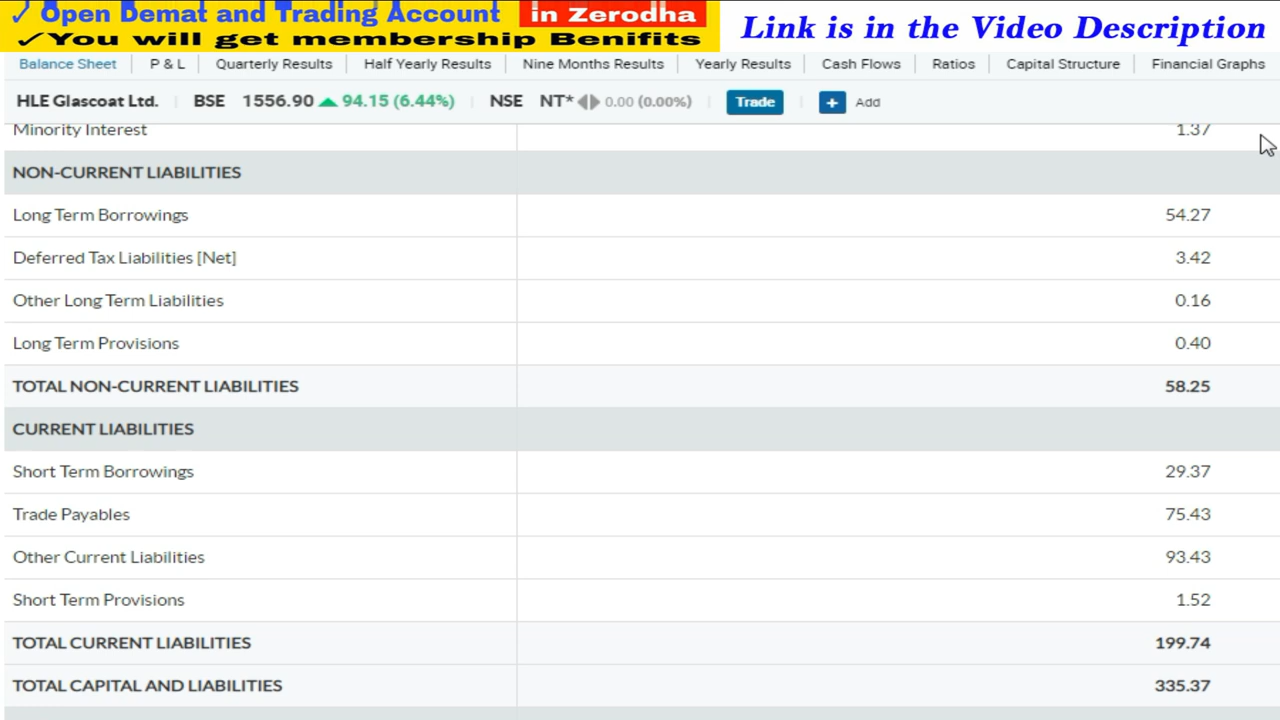 ✓ Open Demat and Trading Account in Zerodha
✓You will get membership Benifits
Link is in the Video Description
Balance Sheet P & L Quarterly Results Half Yearly Results Nine Months Results Yearly Results Cash Flows Ratios Capital Structure Financial Graphs
HLE Glascoat Ltd. BSE 1556.90 94.15 (6.44%) NSE NT* 0.00 (0.00%) Trade + Add
Minority Interest 1.37
NON-CURRENT LIABILITIES
Long Term Borrowings 54.27
Deferred Tax Liabilities [Net] 3.42
Other Long Term Liabilities 0.16
Long Term Provisions 0.40
TOTAL NON-CURRENT LIABILITIES 58.25
CURRENT LIABILITIES
Short Term Borrowings 29.37
Trade Payables 75.43
Other Current Liabilities 93.43
Short Term Provisions 1.52
TOTAL CURRENT LIABILITIES 199.74
TOTAL CAPITAL AND LIABILITIES 335.37